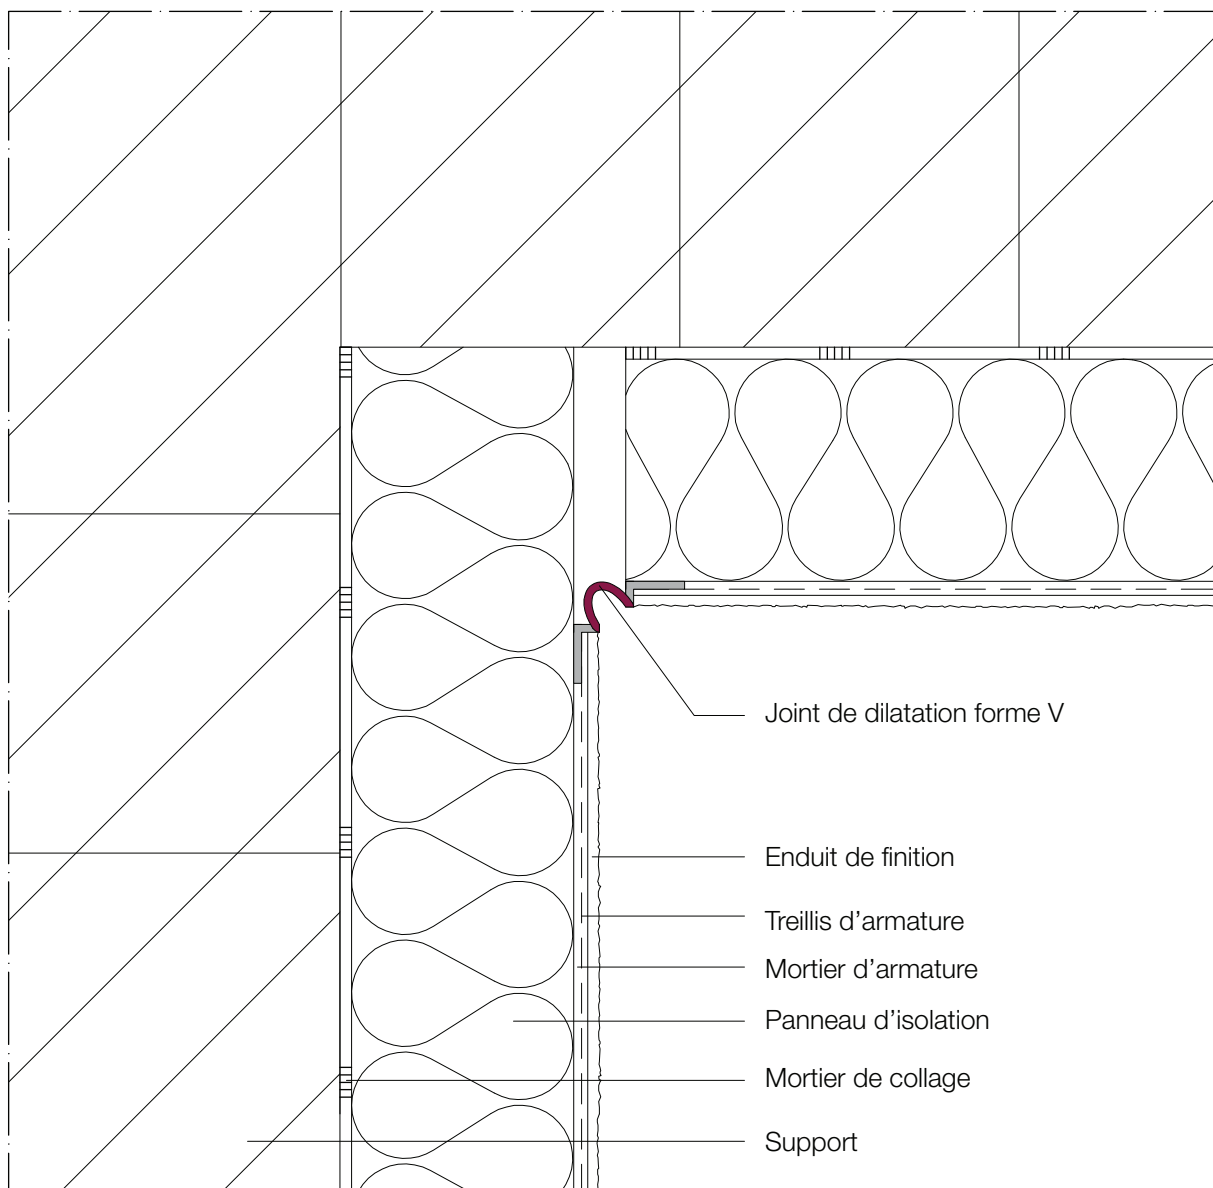 Joint de dilatation forme V
Enduit de finition
Treillis d’armature
Mortier d’armature
Panneau d’isolation
Mortier de collage
Support